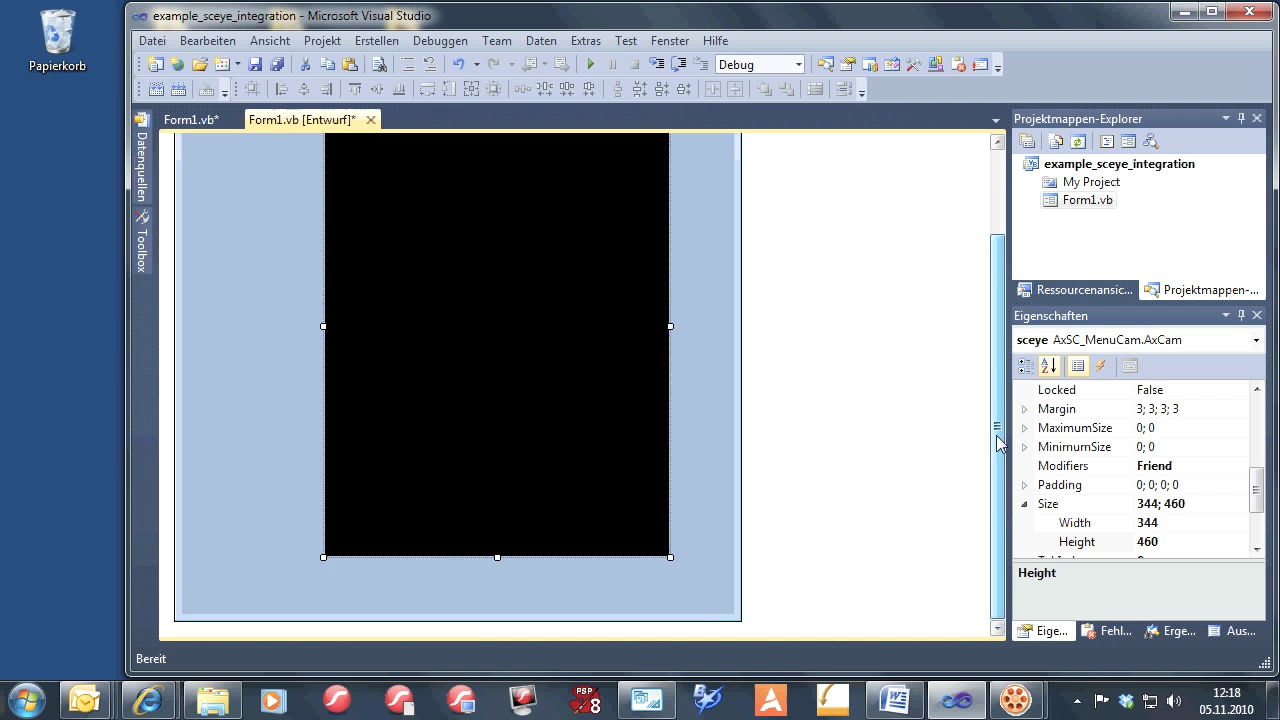 Papierkorb
example_sceye_integration - Microsoft Visual Studio
Datei Bearbeiten Ansicht Projekt Erstellen Debuggen Team Daten Extras Test Fenster Hilfe
Debug
Form1.vb*
Form1.vb [Entwurf]*
Datenquellen
Toolbox
Projektmappen-Explorer
example_sceye_integration
My Project
Form1.vb
Ressourcenansic...
Projektmappen-...
Eigenschaften
sceye AxSC_MenuCam.AxCam
Locked False
Margin 3; 3; 3; 3
MaximumSize 0; 0
MinimumSize 0; 0
Modifiers Friend
Padding 0; 0; 0; 0
Size 344; 460
Width 344
Height 460
Height
Eige...
Fehl...
Erge...
Aus...
Bereit
PSP
8
12:18
05.11.2010